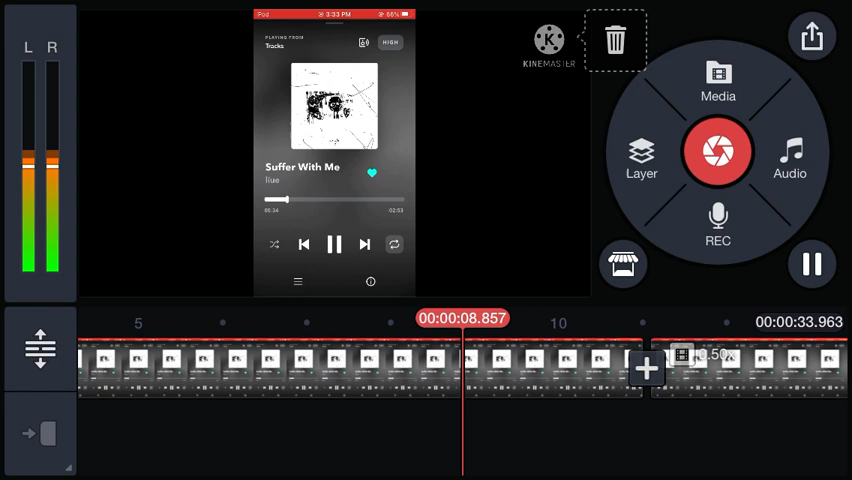 L R
Pod 3:33 PM 66%
PLAYING FROM
Tracks
HIGH
Suffer With Me
liue
00:34 02:53
K
KINEMASTER
Media
Layer
Audio
REC
5
00:00:08.857
10
00:00:33.963
0.50x